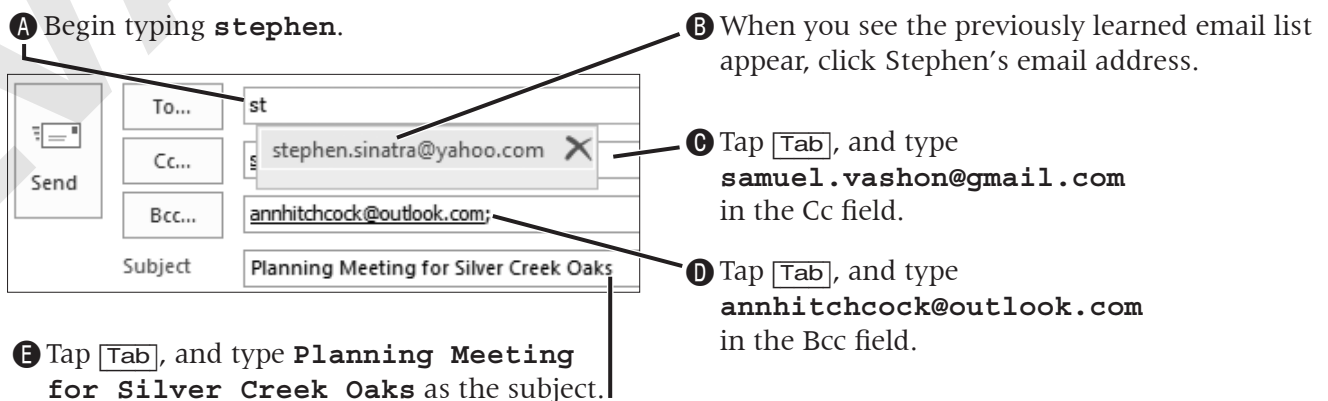 A Begin typing stephen.
B When you see the previously learned email list
appear, click Stephen's email address.
To... st
stephen.sinatra@yahoo.com
Cc... s
Send
Bcc... annhitchcock@outlook.com;
Subject Planning Meeting for Silver Creek Oaks
C Tap Tab, and type
samuel.vashon@gmail.com
in the Cc field.
D Tap Tab, and type
annhitchcock@outlook.com
in the Bcc field.
E Tap Tab, and type Planning Meeting
for Silver Creek Oaks as the subject.